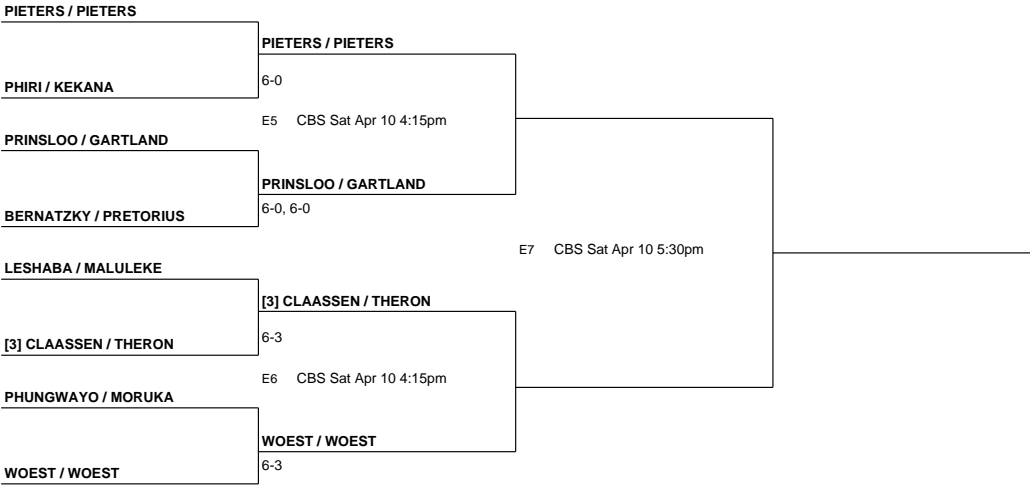 PIETERS / PIETERS
PIETERS / PIETERS
PHIRI / KEKANA
6-0
E5 CBS Sat Apr 10 4:15pm
PRINSLOO / GARTLAND
PRINSLOO / GARTLAND
BERNATZKY / PRETORIUS
6-0, 6-0
E7 CBS Sat Apr 10 5:30pm
LESHABA / MALULEKE
[3] CLAASSEN / THERON
[3] CLAASSEN / THERON
6-3
E6 CBS Sat Apr 10 4:15pm
PHUNGWAYO / MORUKA
WOEST / WOEST
WOEST / WOEST
6-3